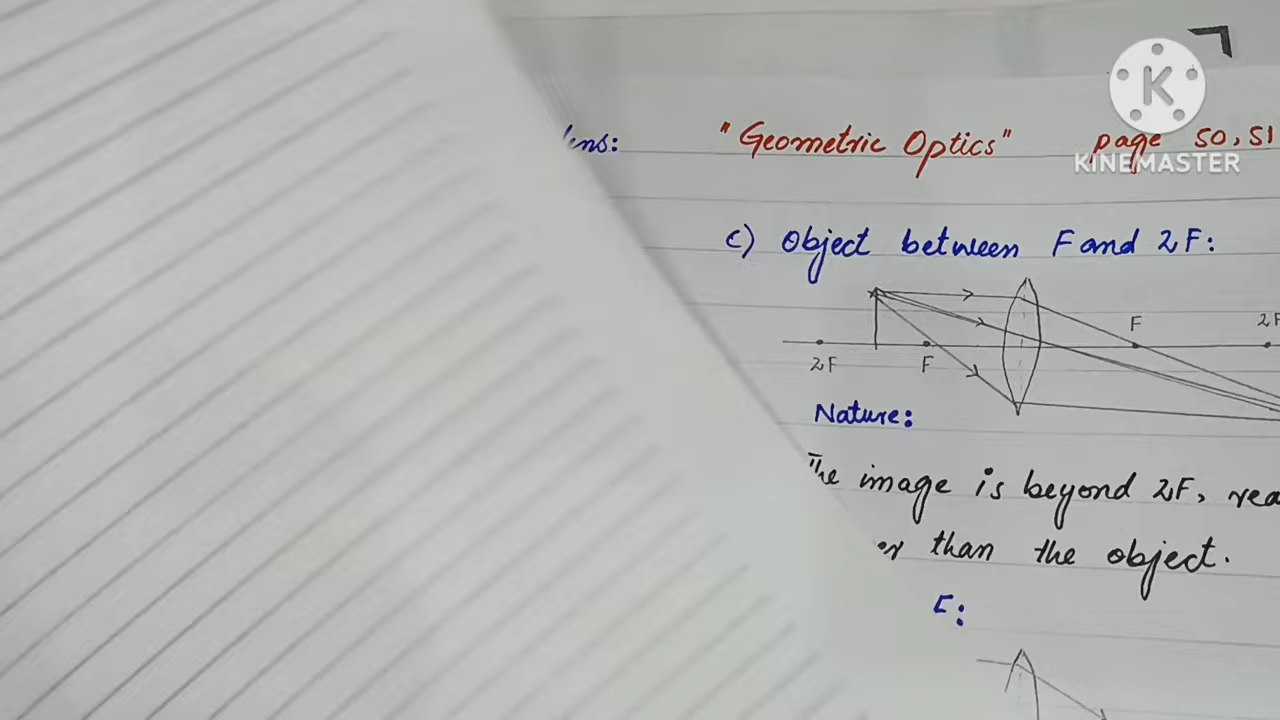 "Geometric Optics" page 50, 51
K
KINEMASTER
c) Object between F and 2F:
F 2F
2F F
Nature:
The image is beyond 2F,
than the object.